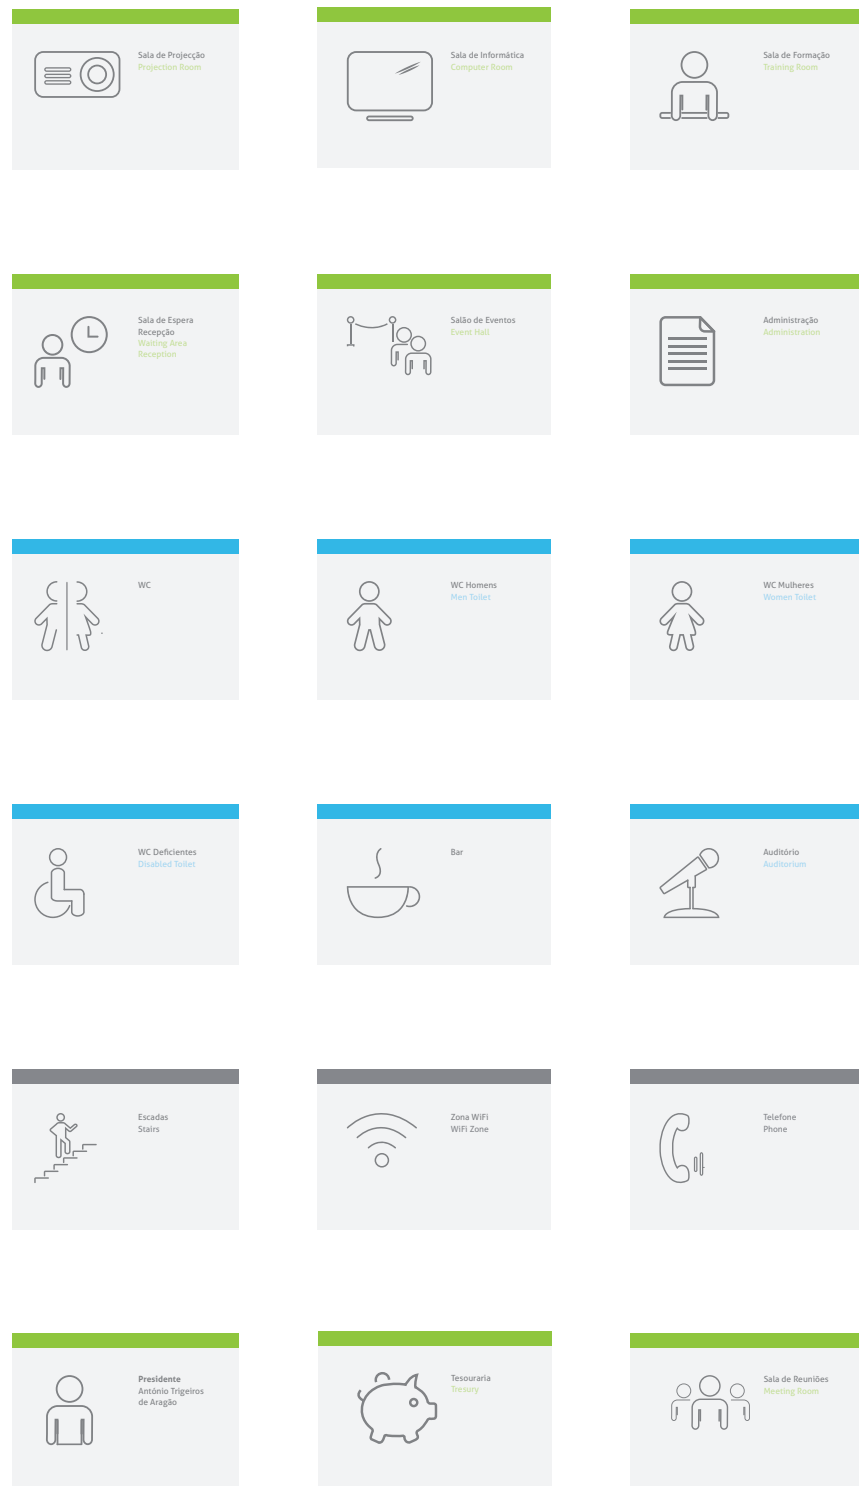 Sala de Projecção
Projection Room
Sala de Informática
Computer Room
Sala de Formação
Training Room
Sala de Espera
Recepção
Waiting Area
Reception
Salão de Eventos
Event Hall
Administração
Administration
WC
WC Homens
Men Toilet
WC Mulheres
Women Toilet
WC Deficientes
Disabled Toilet
Bar
Auditório
Auditorium
Escadas
Stairs
Zona WiFi
WiFi Zone
Telefone
Phone
Presidente
António Trigeiros
de Aragão
Tesouraria
Tresury
Sala de Reuniões
Meeting Room